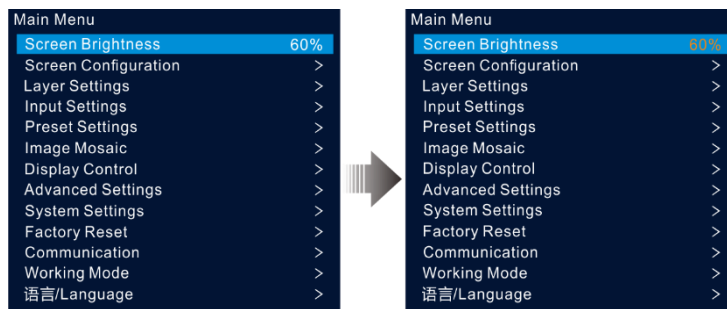 Main Menu
Screen Brightness 60%
Screen Configuration >
Layer Settings >
Input Settings >
Preset Settings >
Image Mosaic >
Display Control >
Advanced Settings >
System Settings >
Factory Reset >
Communication >
Working Mode >
语言/Language >
Main Menu
Screen Brightness 60%
Screen Configuration >
Layer Settings >
Input Settings >
Preset Settings >
Image Mosaic >
Display Control >
Advanced Settings >
System Settings >
Factory Reset >
Communication >
Working Mode >
语言/Language >